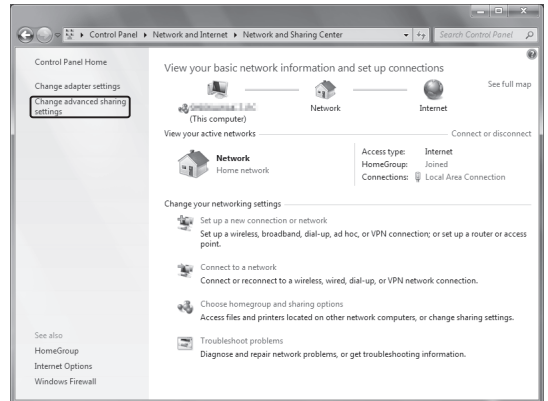 Control Panel ▸ Network and Internet ▸ Network and Sharing Center
Search Control Panel
Control Panel Home
Change adapter settings
Change advanced sharing
settings
See also
HomeGroup
Internet Options
Windows Firewall
View your basic network information and set up connections
See full map
(This computer)
Network
Internet
View your active networks
Connect or disconnect
Network
Home network
Access type: Internet
HomeGroup: Joined
Connections: Local Area Connection
Change your networking settings
Set up a new connection or network
Set up a wireless, broadband, dial-up, ad hoc, or VPN connection; or set up a router or access
point.
Connect to a network
Connect or reconnect to a wireless, wired, dial-up, or VPN network connection.
Choose homegroup and sharing options
Access files and printers located on other network computers, or change sharing settings.
Troubleshoot problems
Diagnose and repair network problems, or get troubleshooting information.